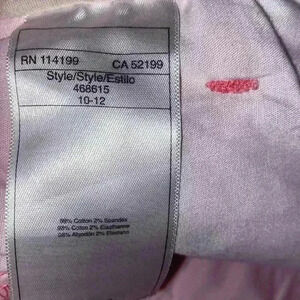 RN 114199 CA 52199
Style/Style/Estilo
468615
10-12
98% Cotton 2% Spandex
98% Coton 2% Elasthanne
98% Algodón 2% Elastano